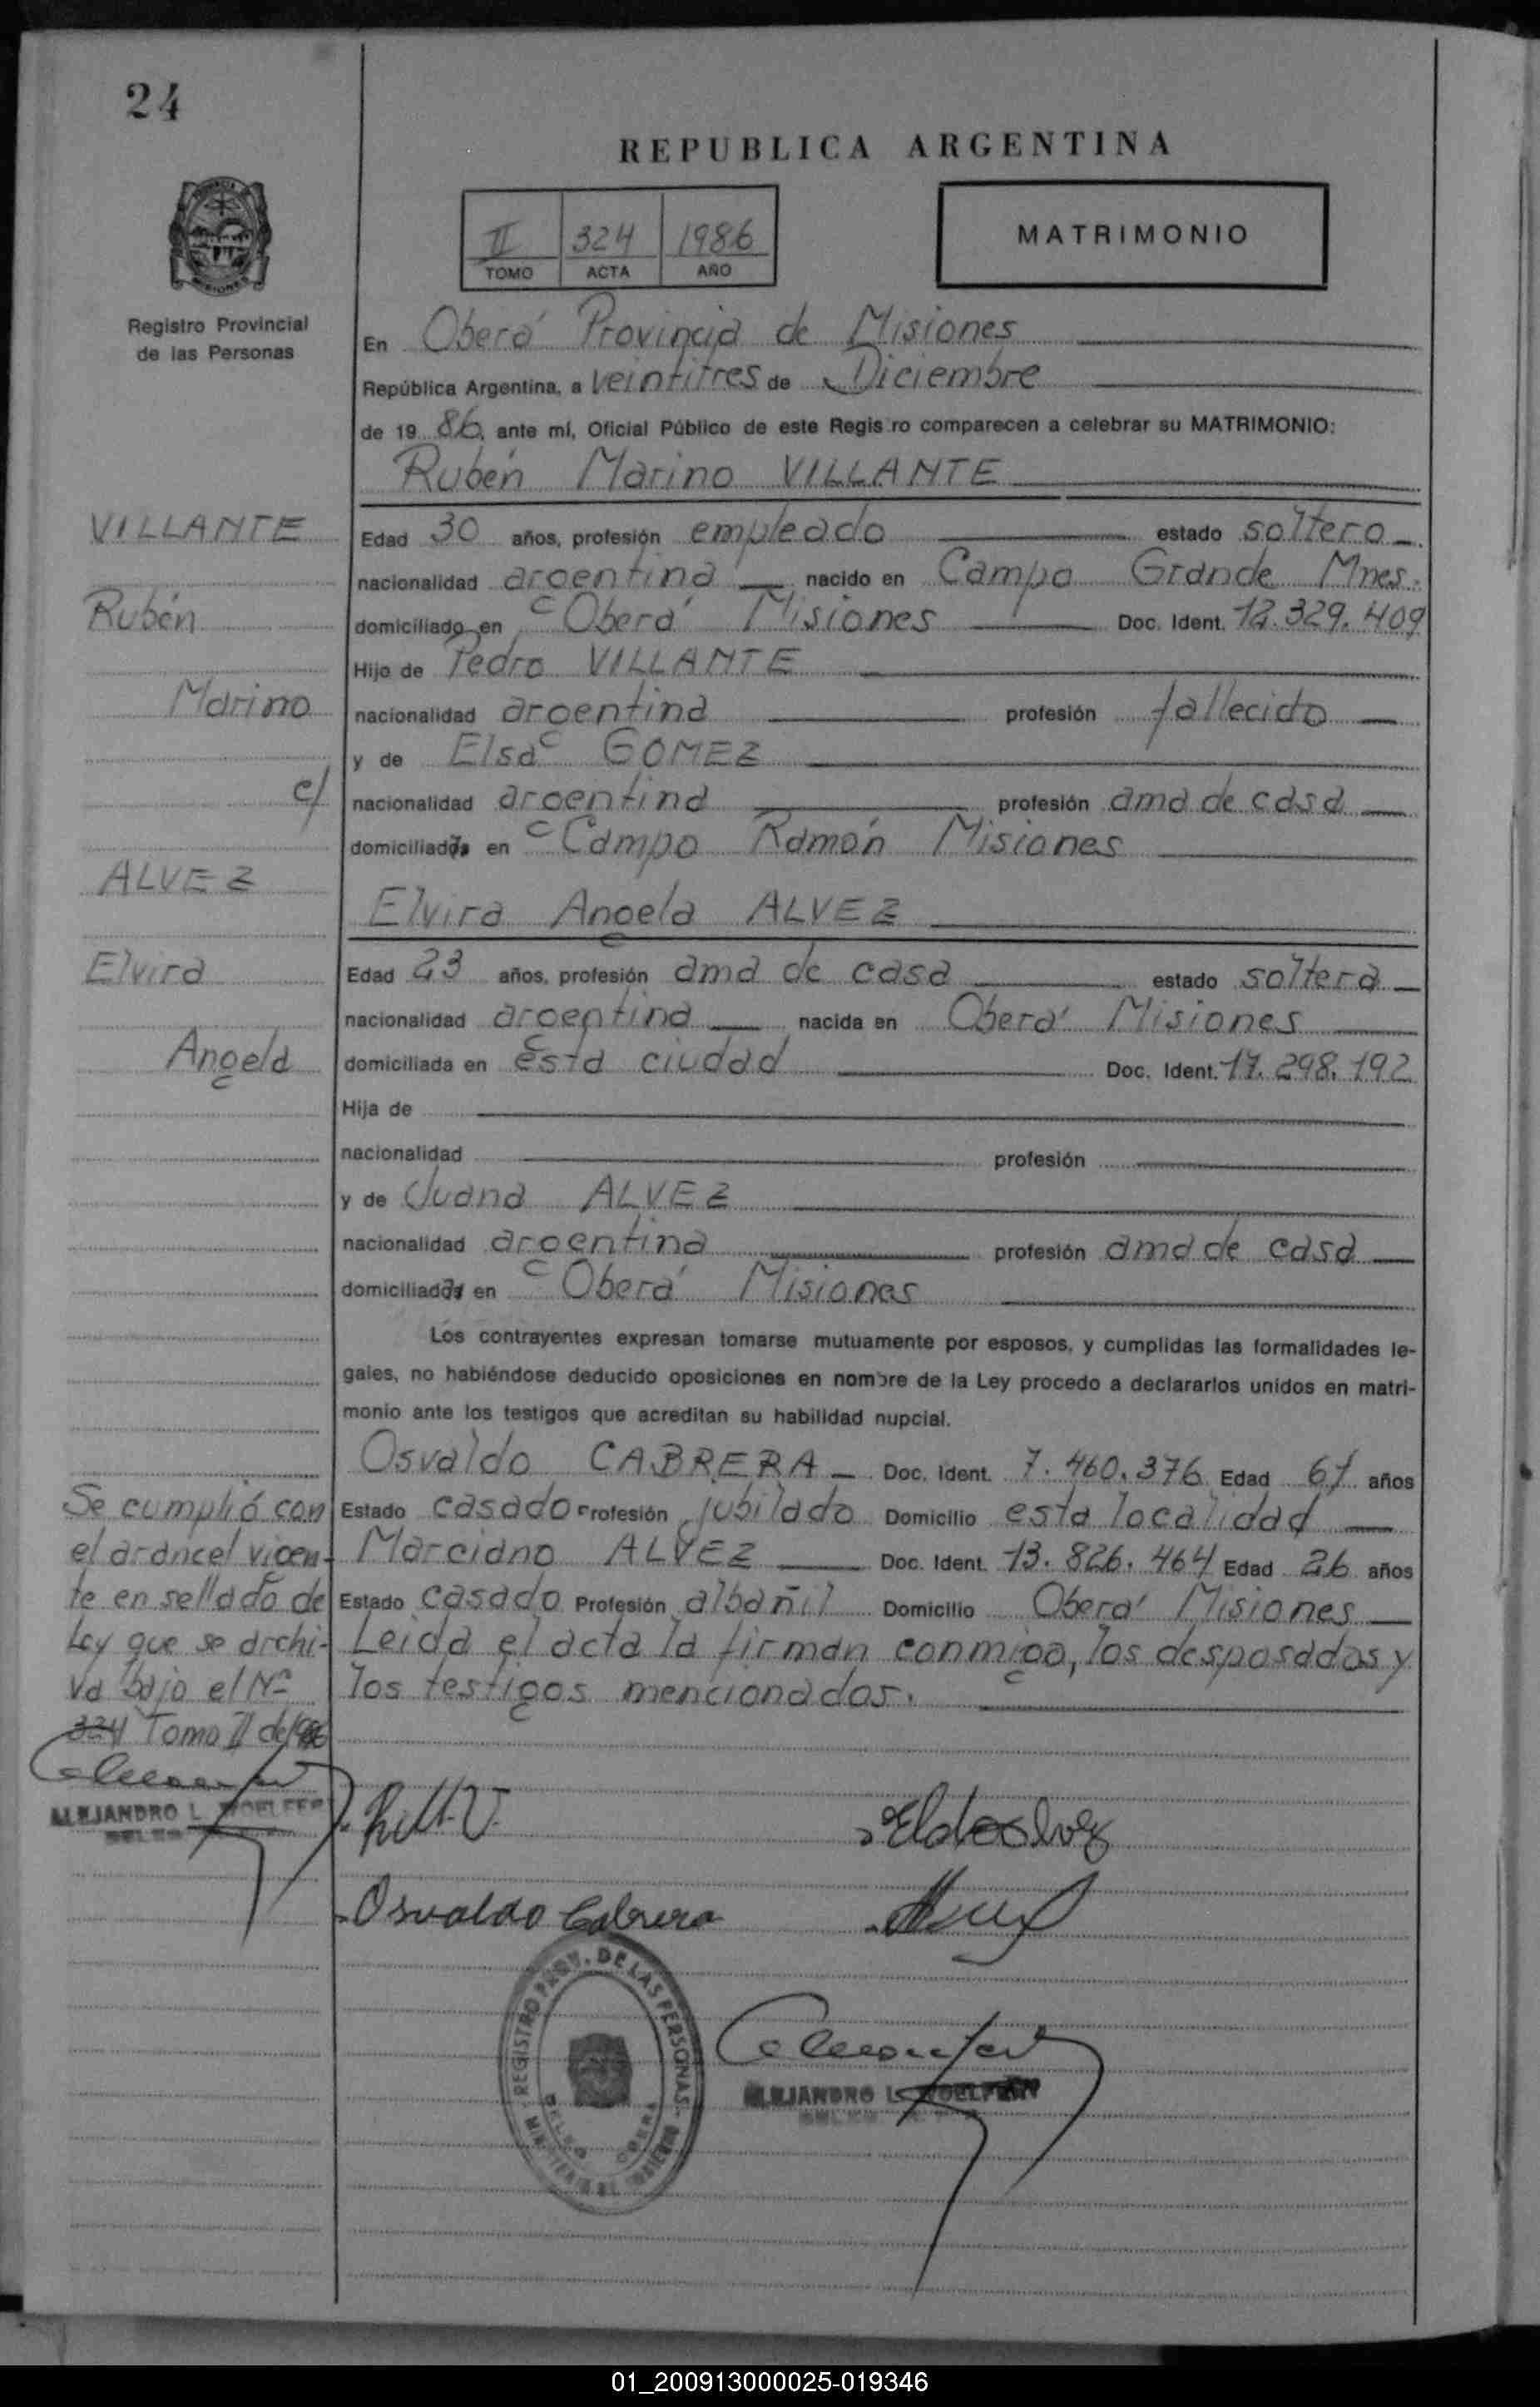 24
REPUBLICA ARGENTINA
II 324 1986
TOMO ACTA AÑO
MATRIMONIO
Registro Provincial
de las Personas
En Oberá Provincia de Misiones
República Argentina, a veintitres de Diciembre
de 19 86, ante mí, Oficial Público de este Registro comparecen a celebrar su MATRIMONIO:
Rubén Marino VILLANTE
VILLANTE
Rubén
Marino
c/
ALVEZ
Elvira
Angela
Edad 30 años, profesión empleado estado soltero
nacionalidad argentina nacido en Campo Grande Mnes.
domiciliado en Oberá Misiones Doc. Ident. 12.329.409
Hijo de Pedro VILLANTE
nacionalidad argentina profesión fallecido
y de Elsa GOMEZ
nacionalidad argentina profesión ama de casa
domiciliada en Campo Ramón Misiones
Elvira Angela ALVEZ
Edad 23 años, profesión ama de casa estado soltera
nacionalidad argentina nacida en Oberá Misiones
domiciliada en esta ciudad Doc. Ident. 17.298.192
Hija de
nacionalidad profesión
y de Juana ALVEZ
nacionalidad argentina profesión ama de casa
domiciliada en Oberá Misiones
Los contrayentes expresan tomarse mutuamente por esposos, y cumplidas las formalidades le-
gales, no habiéndose deducido oposiciones en nombre de la Ley procedo a declararlos unidos en matri-
monio ante los testigos que acreditan su habilidad nupcial.
Osvaldo CABRERA Doc. Ident. 7.460.376 Edad 61 años
Estado casado Profesión jubilado Domicilio esta localidad
Marciano ALVEZ Doc. Ident. 13.826.464 Edad 26 años
Estado casado Profesión albañil Domicilio Oberá Misiones
Leida el acta la firman conmigo, los desposados y
los testigos mencionados.
Se cumplió con
el arancel vigen-
te en sellado de
Ley que se archi-
va bajo el Nº
324 Tomo II de 1986
ALEJANDRO L.
Osvaldo Cabrera
REGISTRO PROV. DE LAS PERSONAS
OBERA
ALEJANDRO L.
01_200913000025-019346